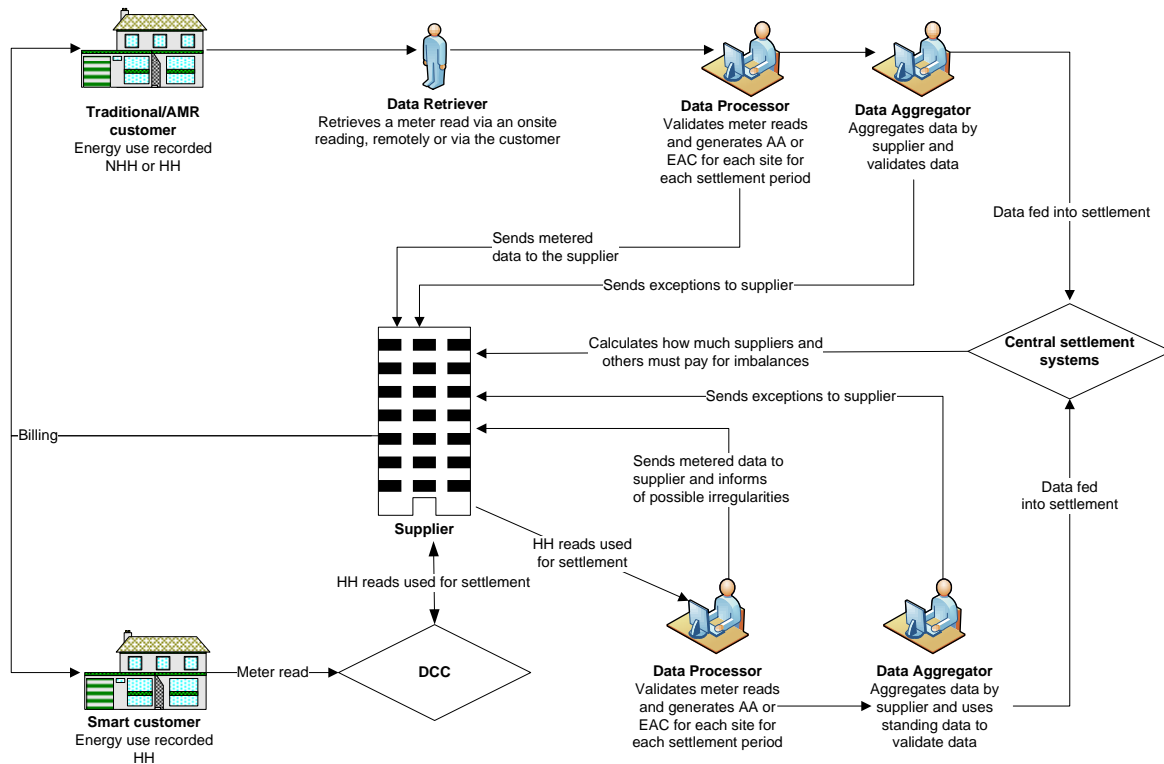 Traditional/AMR
customer
Energy use recorded
NHH or HH
Data Retriever
Retrieves a meter read via an onsite
reading, remotely or via the customer
Data Processor
Validates meter reads
and generates AA or
EAC for each site for
each settlement period
Data Aggregator
Aggregates data by
supplier and
validates data
Data fed into settlement
Sends metered
data to the supplier
Sends exceptions to supplier
Calculates how much suppliers and
others must pay for imbalances
Central settlement
systems
Sends exceptions to supplier
Billing
Sends metered data to
supplier and informs
of possible irregularities
Data fed
into settlement
Supplier
HH reads used
for settlement
HH reads used for settlement
Meter read
DCC
Smart customer
Energy use recorded
HH
Data Processor
Validates meter reads
and generates AA or
EAC for each site for
each settlement period
Data Aggregator
Aggregates data by
supplier and uses
standing data to
validate data